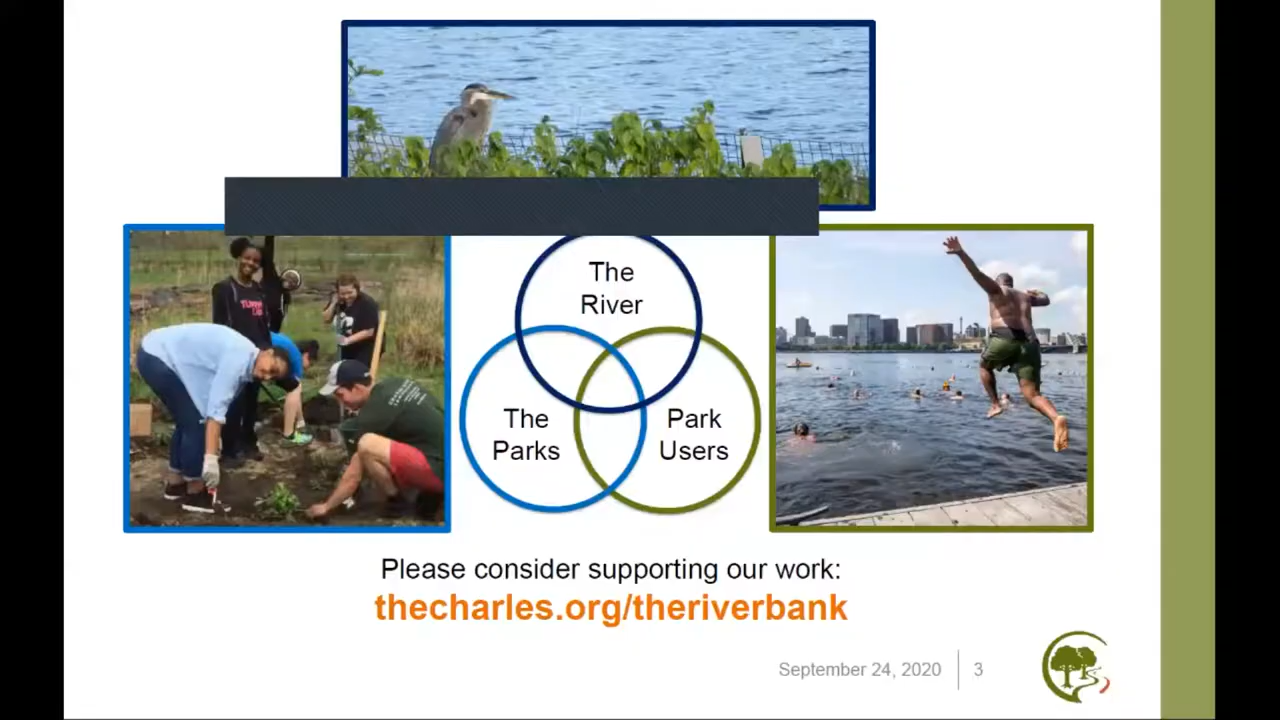 The
River
The
Parks
Park
Users
Please consider supporting our work:
thecharles.org/theriverbank
September 24, 2020
3